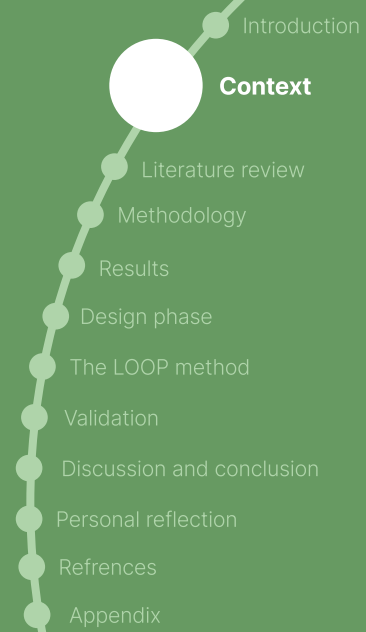 Introduction
Context
Literature review
Methodology
Results
Design phase
The LOOP method
Validation
Discussion and conclusion
Personal reflection
Refrences
Appendix